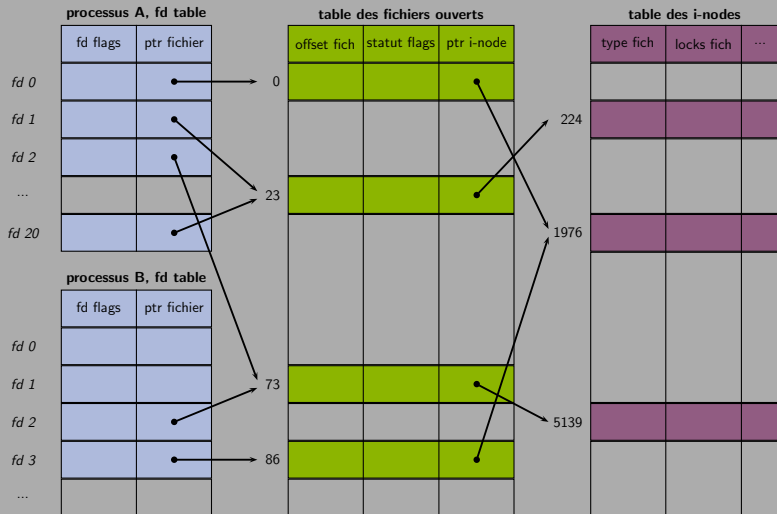 processus A, fd table
fd flags ptr fichier
fd 0
fd 1
fd 2
...
fd 20
processus B, fd table
fd flags ptr fichier
fd 0
fd 1
fd 2
fd 3
...
table des fichiers ouverts
offset fich statut flags ptr i-node
0
23
73
86
table des i-nodes
type fich locks fich ...
224
1976
5139